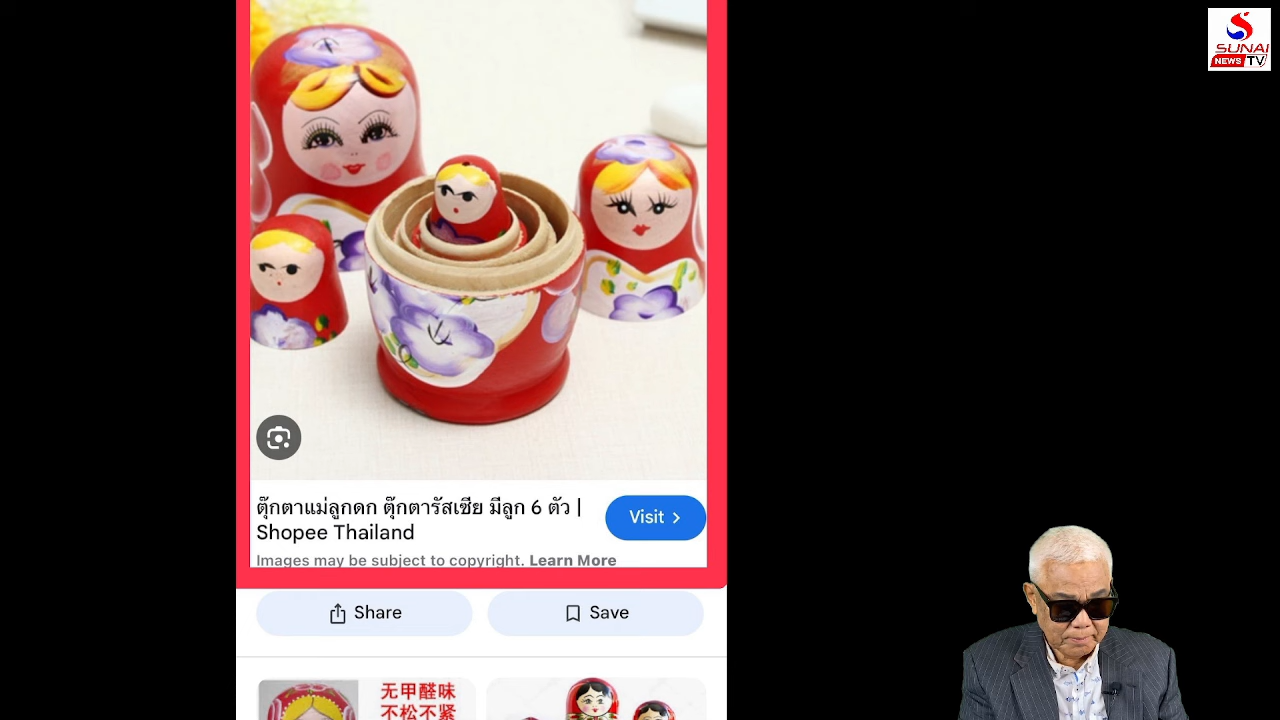 SUNAI
NEWS TV
ตุ๊กตาแม่ลูกดก ตุ๊กตารัสเซีย มีลูก 6 ตัว |
Shopee Thailand
Visit
Images may be subject to copyright. Learn More
Share
Save
无甲醛味
不松不紧